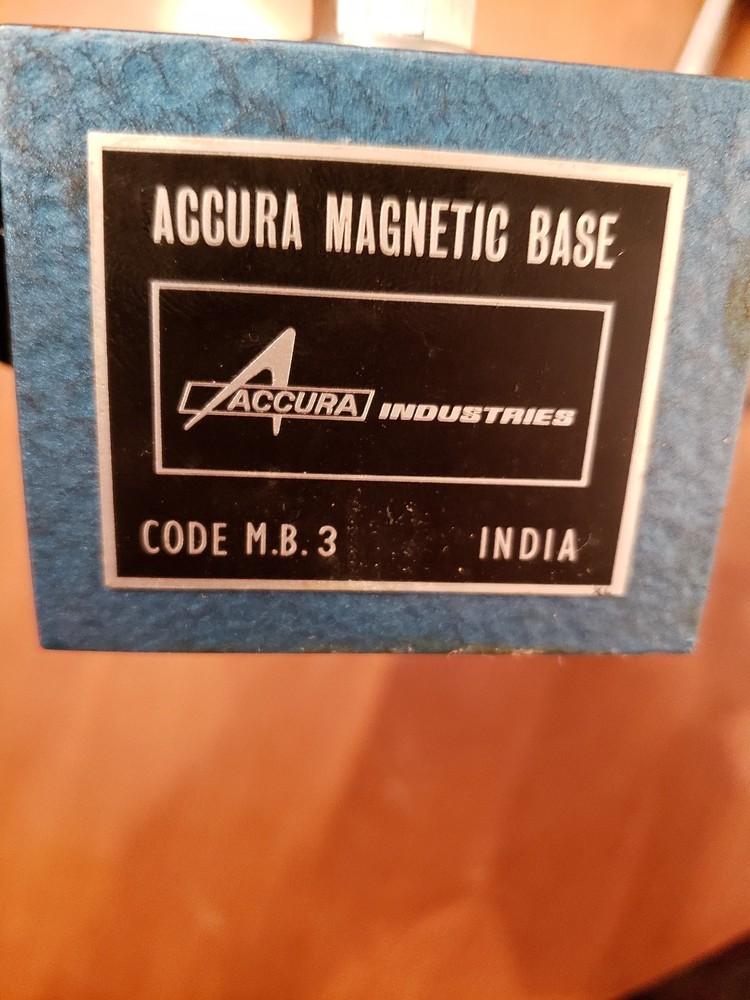 ACCURA MAGNETIC BASE
ACCURA INDUSTRIES
CODE M.B. 3 INDIA